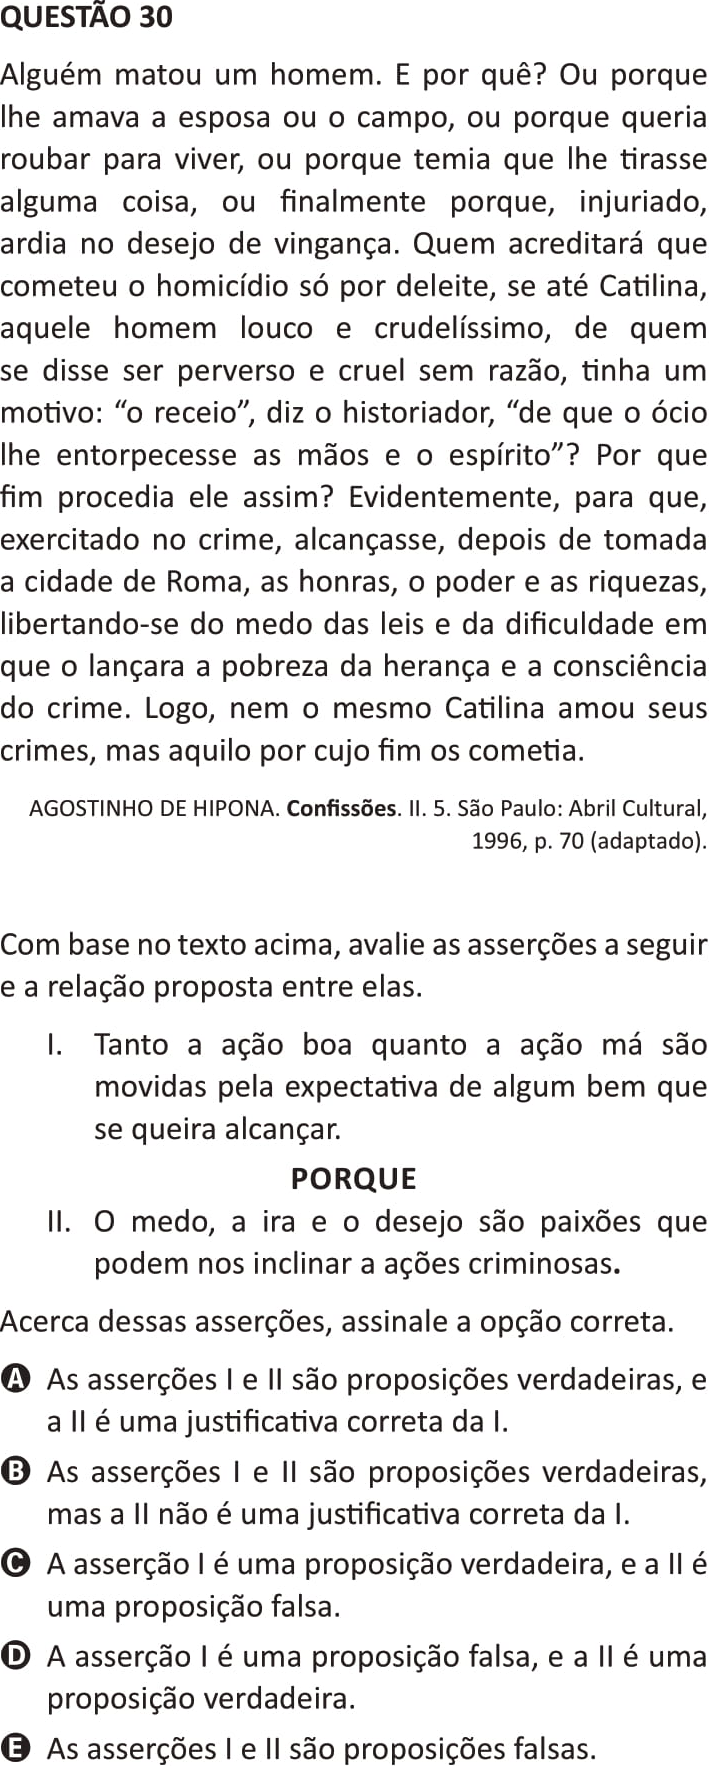 QUESTÃO 30
Alguém matou um homem. E por quê? Ou porque
lhe amava a esposa ou o campo, ou porque queria
roubar para viver, ou porque temia que lhe tirasse
alguma coisa, ou finalmente porque, injuriado,
ardia no desejo de vingança. Quem acreditará que
cometeu o homicídio só por deleite, se até Catilina,
aquele homem louco e crudelíssimo, de quem
se disse ser perverso e cruel sem razão, tinha um
motivo: “o receio”, diz o historiador, “de que o ócio
lhe entorpecesse as mãos e o espírito”? Por que
fim procedia ele assim? Evidentemente, para que,
exercitado no crime, alcançasse, depois de tomada
a cidade de Roma, as honras, o poder e as riquezas,
libertando-se do medo das leis e da dificuldade em
que o lançara a pobreza da herança e a consciência
do crime. Logo, nem o mesmo Catilina amou seus
crimes, mas aquilo por cujo fim os cometia.
AGOSTINHO DE HIPONA. Confissões. II. 5. São Paulo: Abril Cultural,
1996, p. 70 (adaptado).
Com base no texto acima, avalie as asserções a seguir
e a relação proposta entre elas.
I. Tanto a ação boa quanto a ação má são
movidas pela expectativa de algum bem que
se queira alcançar.
PORQUE
II. O medo, a ira e o desejo são paixões que
podem nos inclinar a ações criminosas.
Acerca dessas asserções, assinale a opção correta.
A As asserções I e II são proposições verdadeiras, e
a II é uma justificativa correta da I.
B As asserções I e II são proposições verdadeiras,
mas a II não é uma justificativa correta da I.
C A asserção I é uma proposição verdadeira, e a II é
uma proposição falsa.
D A asserção I é uma proposição falsa, e a II é uma
proposição verdadeira.
E As asserções I e II são proposições falsas.